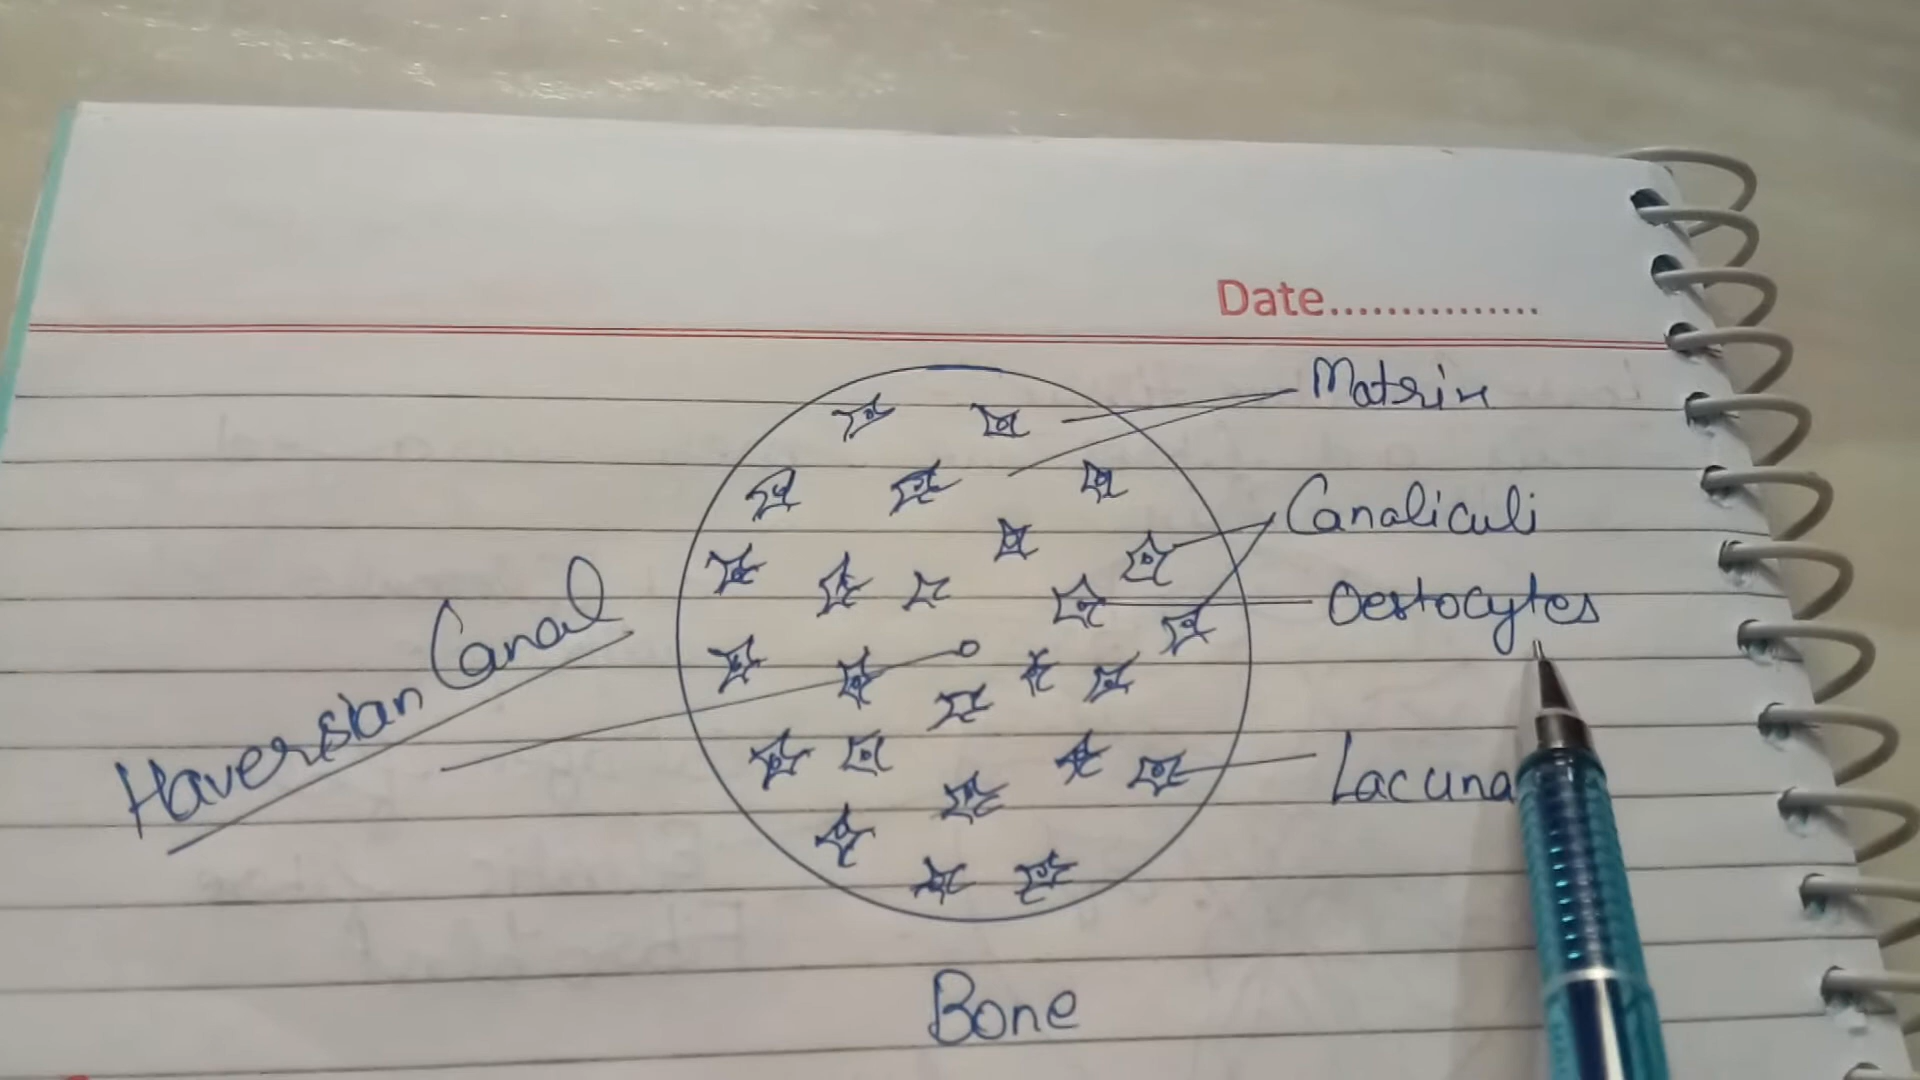 Date...............
Matrix
Canaliculi
Oestocytes
Lacuna
Haversian Canal
Bone